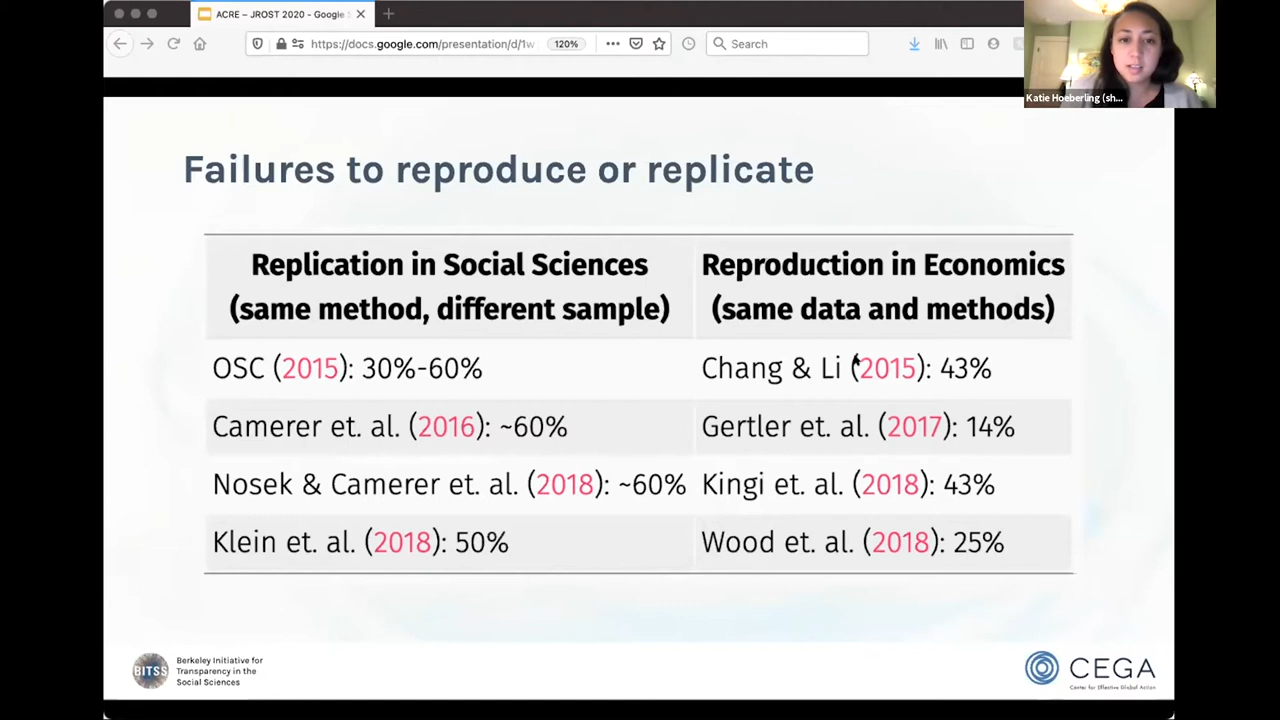 ACRE – JROST 2020 - Google S
https://docs.google.com/presentation/d/1w
120%
Search
Katie Hoeberling (sh...
Failures to reproduce or replicate
Replication in Social Sciences
(same method, different sample)
Reproduction in Economics
(same data and methods)
OSC (2015): 30%-60%
Chang & Li (2015): 43%
Camerer et. al. (2016): ~60%
Gertler et. al. (2017): 14%
Nosek & Camerer et. al. (2018): ~60%
Kingi et. al. (2018): 43%
Klein et. al. (2018): 50%
Wood et. al. (2018): 25%
BITSS
Berkeley Initiative for
Transparency in the
Social Sciences
CEGA
Center for Effective Global Action